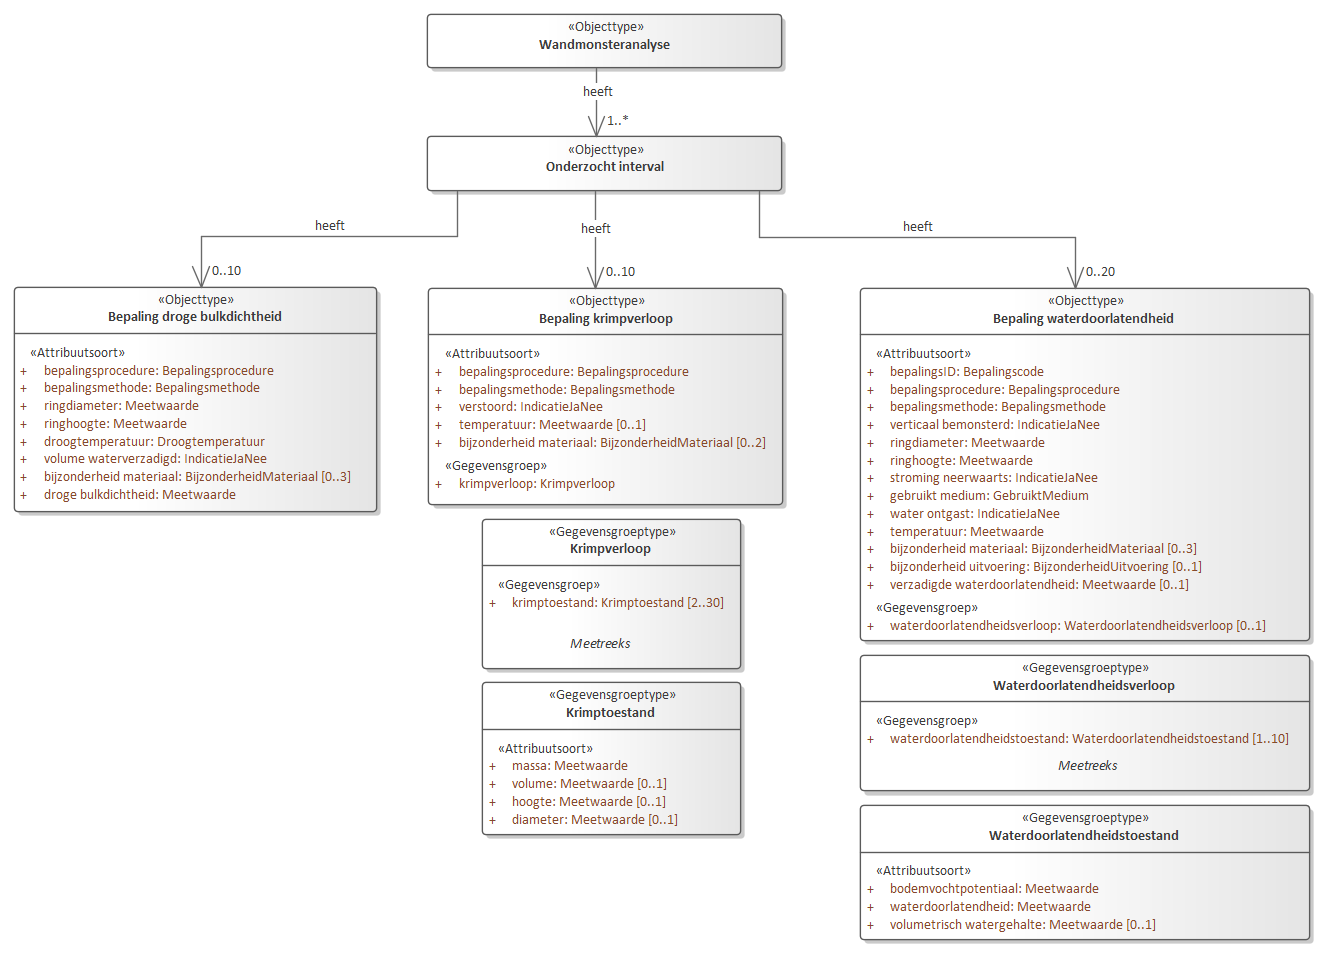 «Objecttype»
Wandmonsteranalyse
heeft
1..*
«Objecttype»
Onderzocht interval
heeft
heeft
heeft
0..10
0..10
0..20
«Objecttype»
Bepaling droge bulkdichtheid
«Attribuutsoort»
+ bepalingsprocedure: Bepalingsprocedure
+ bepalingsmethode: Bepalingsmethode
+ ringdiameter: Meetwaarde
+ ringhoogte: Meetwaarde
+ droogtemperatuur: Droogtemperatuur
+ volume waterverzadigd: IndicatieJaNee
+ bijzonderheid materiaal: BijzonderheidMateriaal [0..3]
+ droge bulkdichtheid: Meetwaarde
«Objecttype»
Bepaling krimpverloop
«Attribuutsoort»
+ bepalingsprocedure: Bepalingsprocedure
+ bepalingsmethode: Bepalingsmethode
+ verstoord: IndicatieJaNee
+ temperatuur: Meetwaarde [0..1]
+ bijzonderheid materiaal: BijzonderheidMateriaal [0..2]
«Gegevensgroep»
+ krimpverloop: Krimpverloop
«Gegevensgroeptype»
Krimpverloop
«Gegevensgroep»
+ krimptoestand: Krimptoestand [2..30]
Meetreeks
«Gegevensgroeptype»
Krimptoestand
«Attribuutsoort»
+ massa: Meetwaarde
+ volume: Meetwaarde [0..1]
+ hoogte: Meetwaarde [0..1]
+ diameter: Meetwaarde [0..1]
«Objecttype»
Bepaling waterdoorlatendheid
«Attribuutsoort»
+ bepalingsID: Bepalingscode
+ bepalingsprocedure: Bepalingsprocedure
+ bepalingsmethode: Bepalingsmethode
+ verticaal bemonsterd: IndicatieJaNee
+ ringdiameter: Meetwaarde
+ ringhoogte: Meetwaarde
+ stroming neerwaarts: IndicatieJaNee
+ gebruikt medium: GebruiktMedium
+ water ontgast: IndicatieJaNee
+ temperatuur: Meetwaarde
+ bijzonderheid materiaal: BijzonderheidMateriaal [0..3]
+ bijzonderheid uitvoering: BijzonderheidUitvoering [0..1]
+ verzadigde waterdoorlatendheid: Meetwaarde [0..1]
«Gegevensgroep»
+ waterdoorlatendheidsverloop: Waterdoorlatendheidsverloop [0..1]
«Gegevensgroeptype»
Waterdoorlatendheidsverloop
«Gegevensgroep»
+ waterdoorlatendheidstoestand: Waterdoorlatendheidstoestand [1..10]
Meetreeks
«Gegevensgroeptype»
Waterdoorlatendheidstoestand
«Attribuutsoort»
+ bodemvochtpotentiaal: Meetwaarde
+ waterdoorlatendheid: Meetwaarde
+ volumetrisch watergehalte: Meetwaarde [0..1]